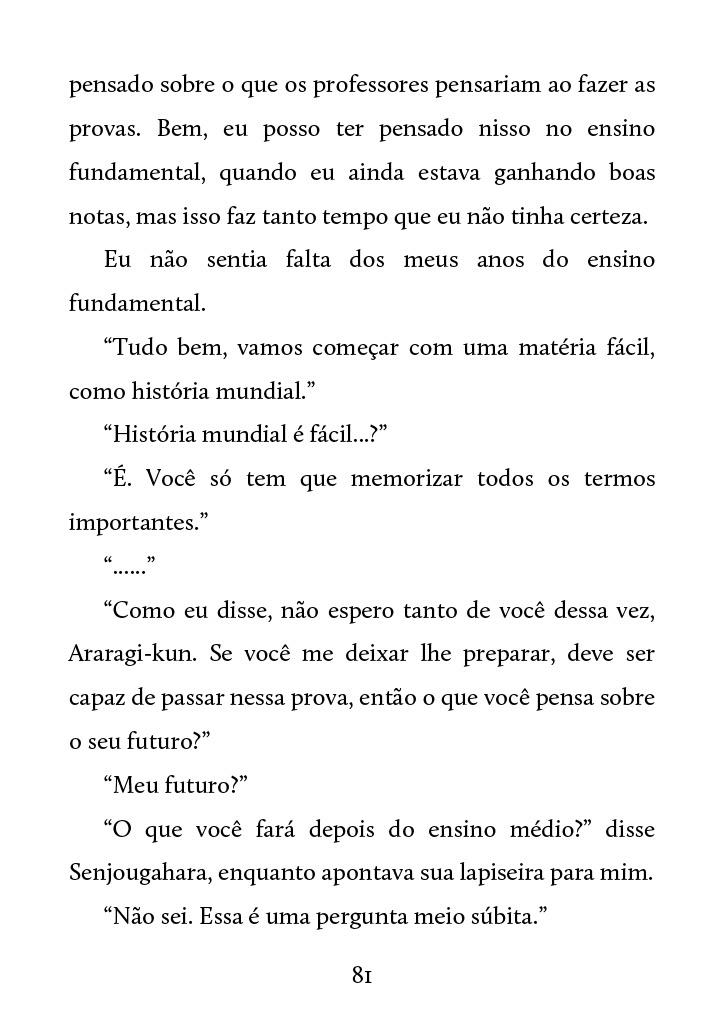 pensado sobre o que os professores pensariam ao fazer as
provas. Bem, eu posso ter pensado nisso no ensino
fundamental, quando eu ainda estava ganhando boas
notas, mas isso faz tanto tempo que eu não tinha certeza.
Eu não sentia falta dos meus anos do ensino
fundamental.
“Tudo bem, vamos começar com uma matéria fácil,
como história mundial.”
“História mundial é fácil...?”
“É. Você só tem que memorizar todos os termos
importantes.”
“......”
“Como eu disse, não espero tanto de você dessa vez,
Araragi-kun. Se você me deixar lhe preparar, deve ser
capaz de passar nessa prova, então o que você pensa sobre
o seu futuro?”
“Meu futuro?”
“O que você fará depois do ensino médio?” disse
Senjougahara, enquanto apontava sua lapiseira para mim.
“Não sei. Essa é uma pergunta meio súbita.”
81